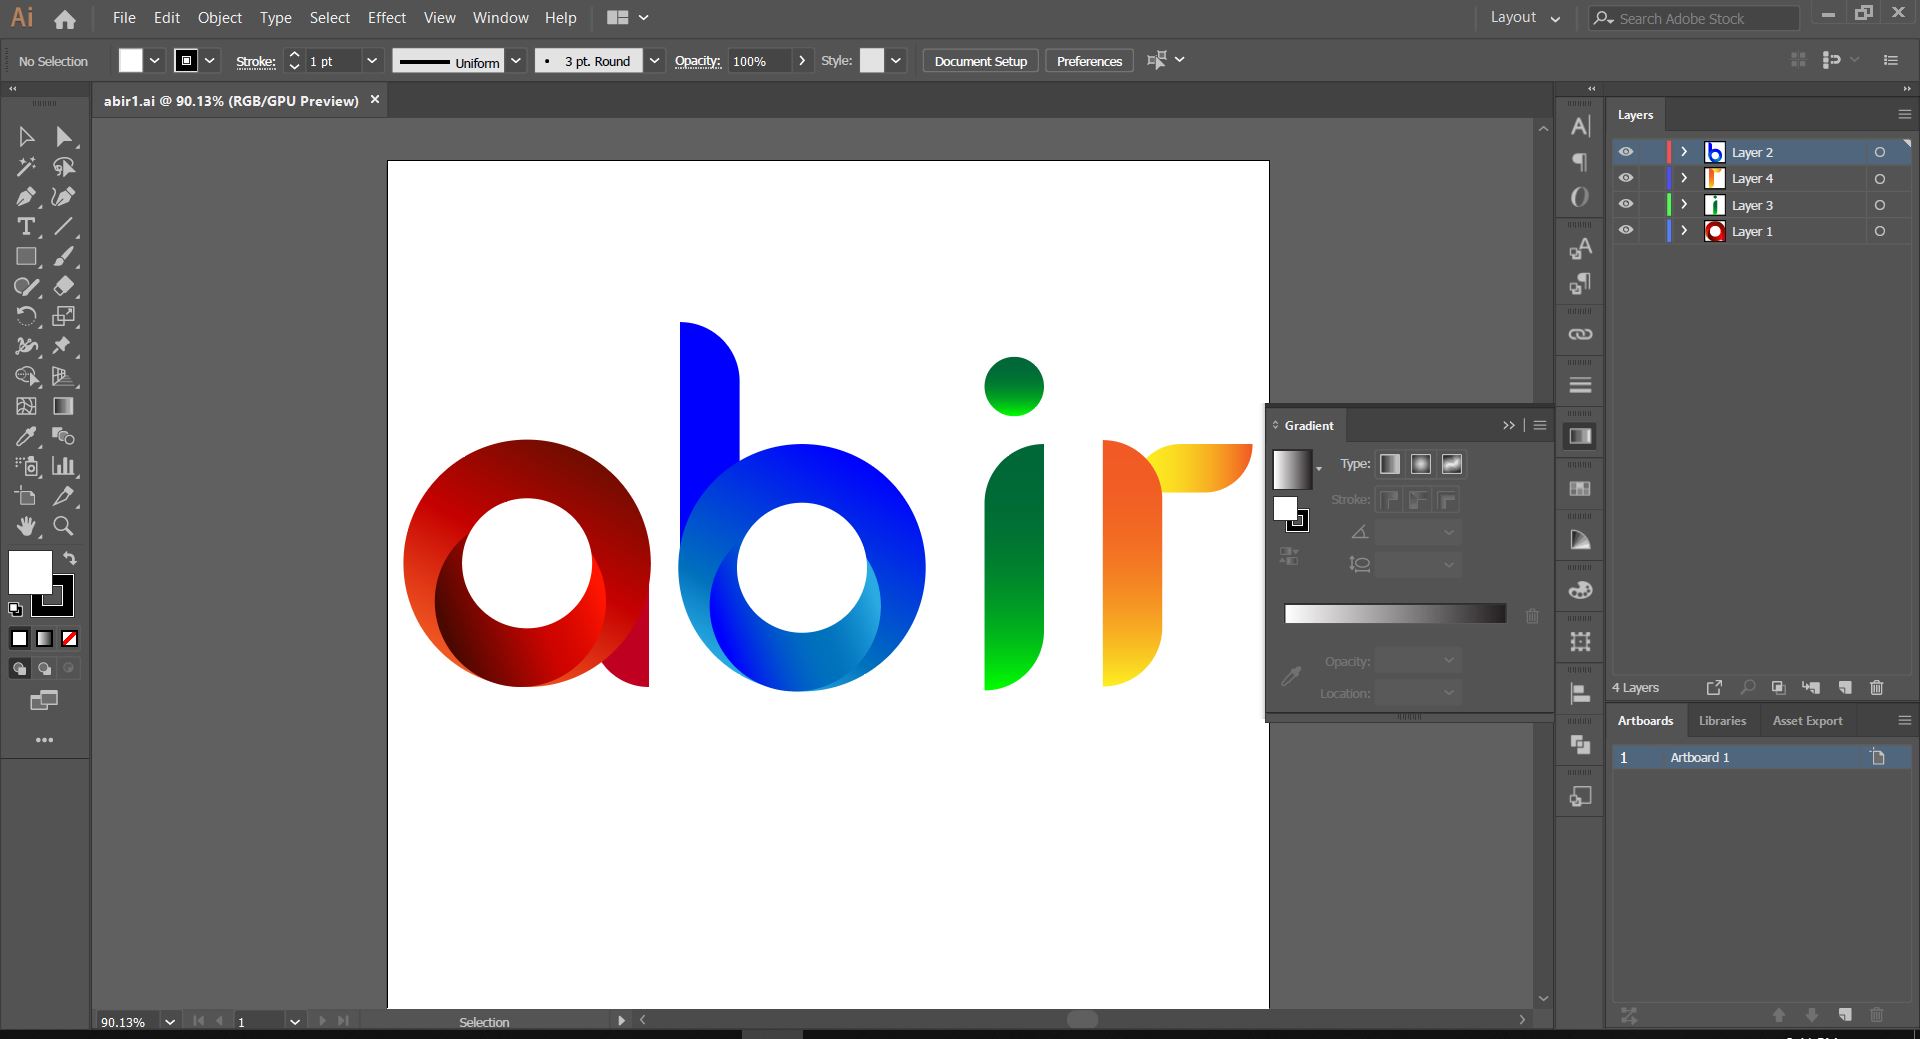 Ai File Edit Object Type Select Effect View Window Help Layout Search Adobe Stock
No Selection Stroke: 1 pt Uniform 3 pt. Round Opacity: 100% Style: Document Setup Preferences
abir1.ai @ 90.13% (RGB/GPU Preview)
abir
Gradient
Type:
Stroke:
Opacity:
Location:
Layers
Layer 2
Layer 4
Layer 3
Layer 1
4 Layers
Artboards Libraries Asset Export
1 Artboard 1
90.13% 1 Selection